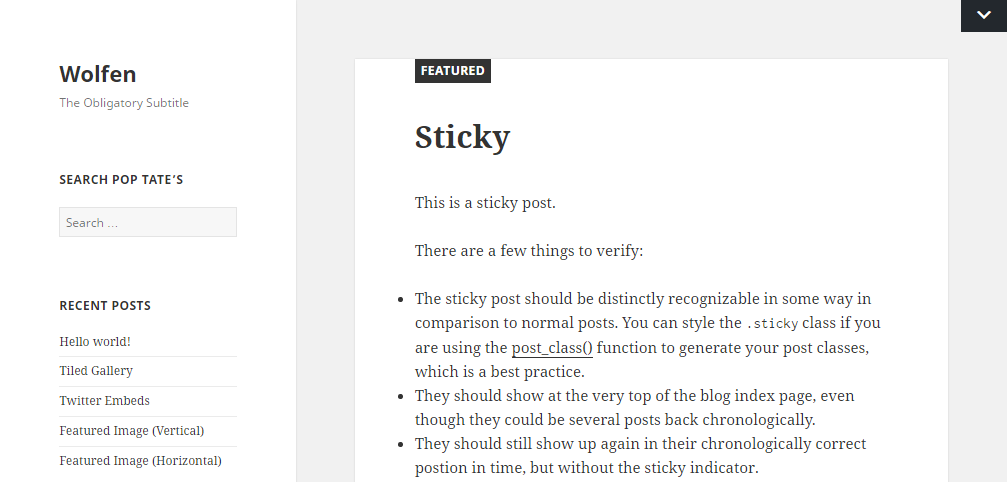 Wolfen
The Obligatory Subtitle
SEARCH POP TATE'S
Search …
RECENT POSTS
Hello world!
Tiled Gallery
Twitter Embeds
Featured Image (Vertical)
Featured Image (Horizontal)
FEATURED
Sticky
This is a sticky post.
There are a few things to verify:
• The sticky post should be distinctly recognizable in some way in
comparison to normal posts. You can style the .sticky class if you
are using the post_class() function to generate your post classes,
which is a best practice.
• They should show at the very top of the blog index page, even
though they could be several posts back chronologically.
• They should still show up again in their chronologically correct
postion in time, but without the sticky indicator.